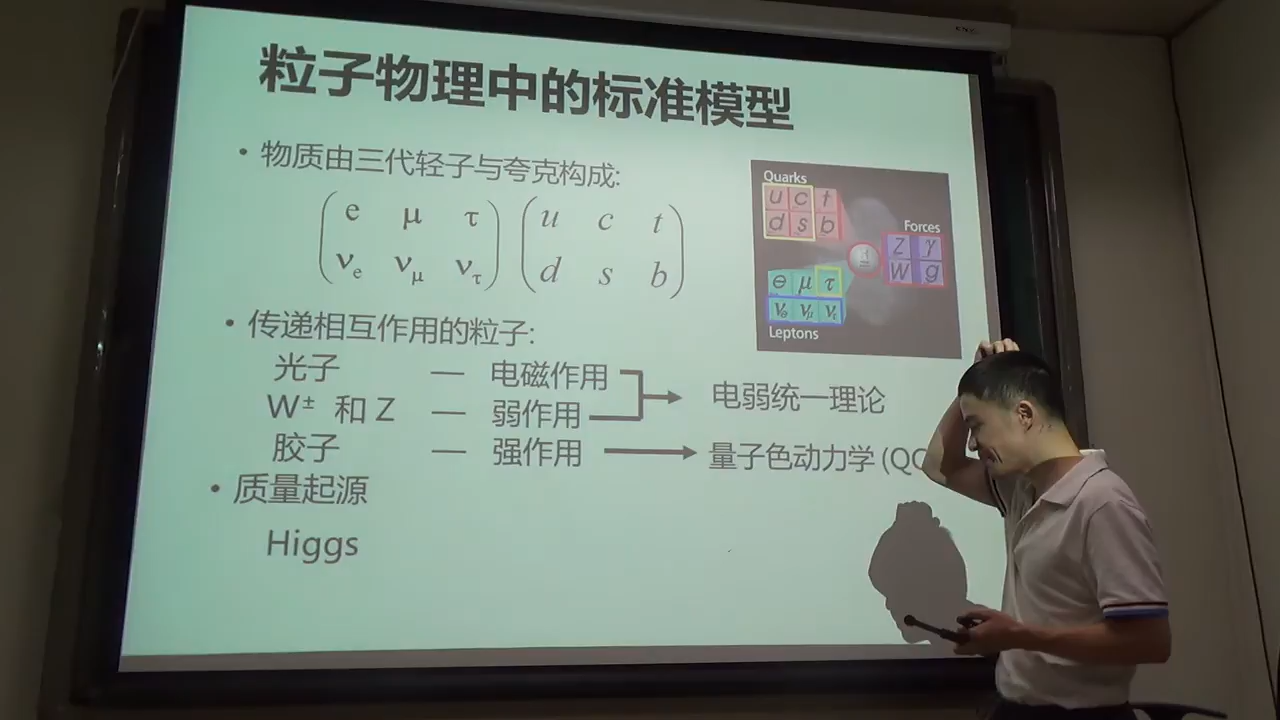 粒子物理中的标准模型
• 物质由三代轻子与夸克构成:
e μ τ u c t
νe νμ ντ d s b
Quarks
u c t
d s b
Forces
Z γ
W g
e μ τ
νe νμ ντ
Leptons
• 传递相互作用的粒子:
光子 — 电磁作用
W± 和 Z — 弱作用
电弱统一理论
胶子 — 强作用 量子色动力学 (QC
• 质量起源
Higgs